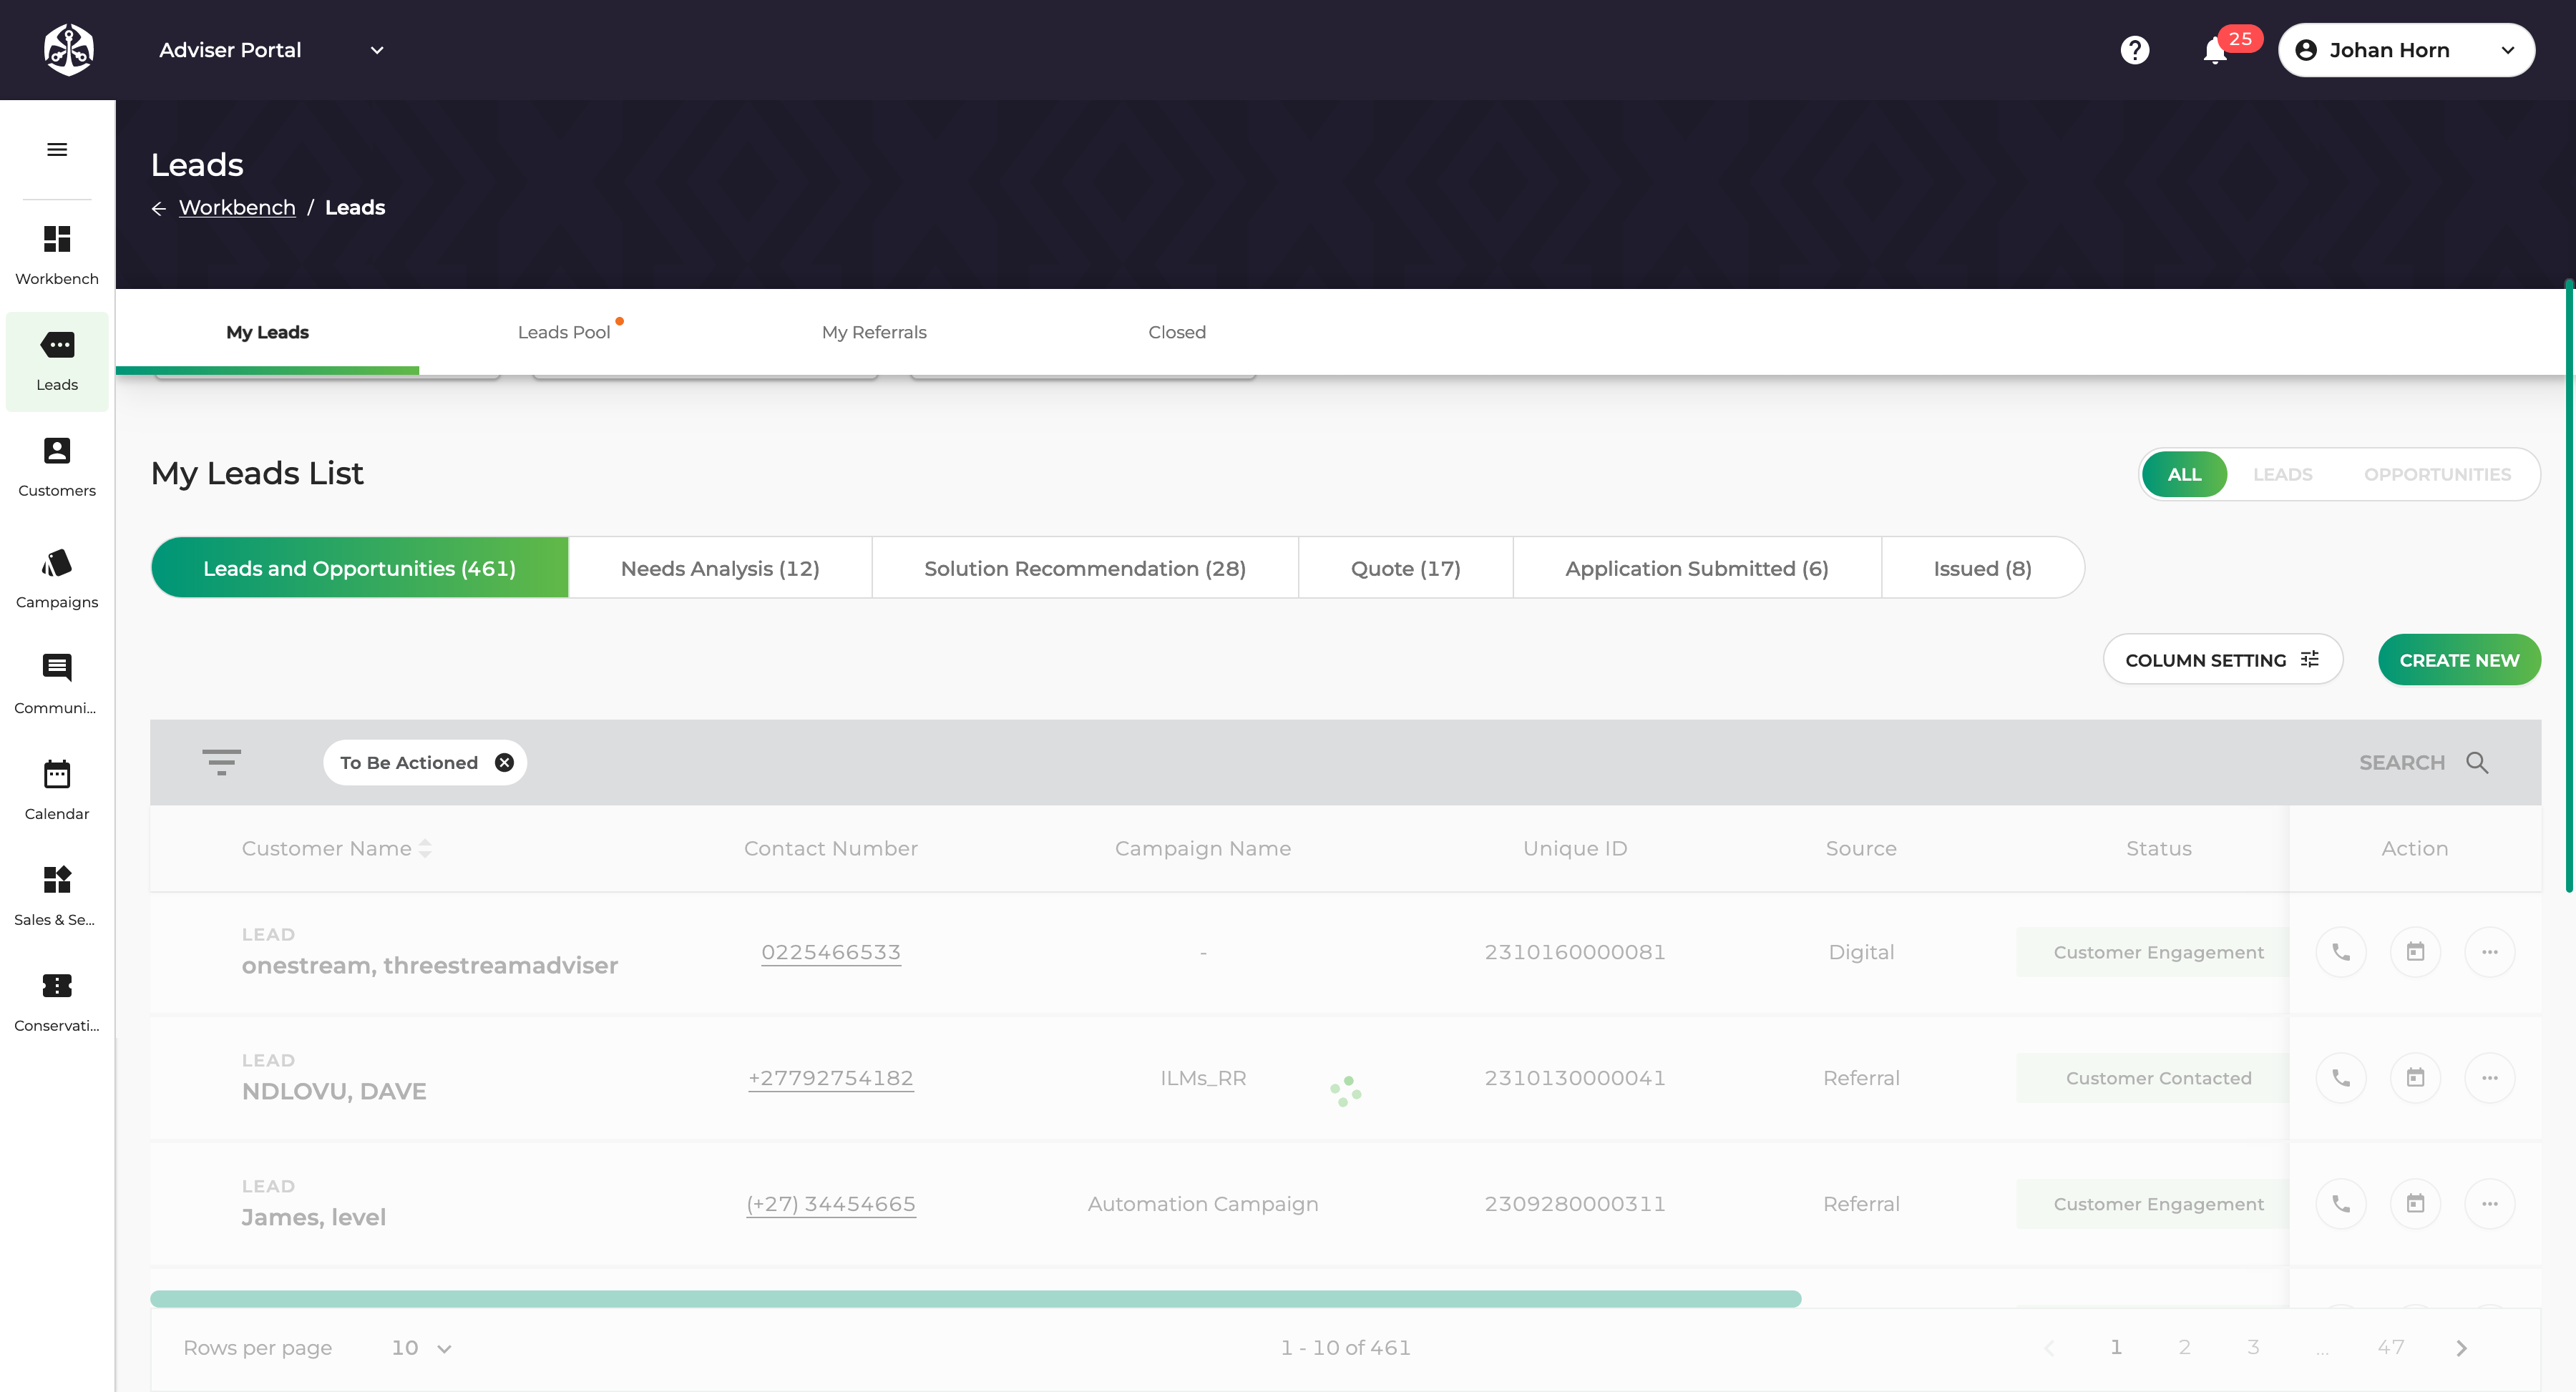 Adviser Portal
25
Johan Horn
Leads
Workbench / Leads
Workbench
Leads
Customers
Campaigns
Communi...
Calendar
Sales & Se...
Conservati...
My Leads
Leads Pool
My Referrals
Closed
My Leads List
ALL
LEADS
OPPORTUNITIES
Leads and Opportunities (461)
Needs Analysis (12)
Solution Recommendation (28)
Quote (17)
Application Submitted (6)
Issued (8)
COLUMN SETTING
CREATE NEW
To Be Actioned
SEARCH
Customer Name
Contact Number
Campaign Name
Unique ID
Source
Status
Action
LEAD
onestream, threestreamadviser
0225466533
-
2310160000081
Digital
Customer Engagement
LEAD
NDLOVU, DAVE
+27792754182
ILMs_RR
2310130000041
Referral
Customer Contacted
LEAD
James, level
(+27) 34454665
Automation Campaign
2309280000311
Referral
Customer Engagement
Rows per page
10
1 - 10 of 461
1
2
3
...
47